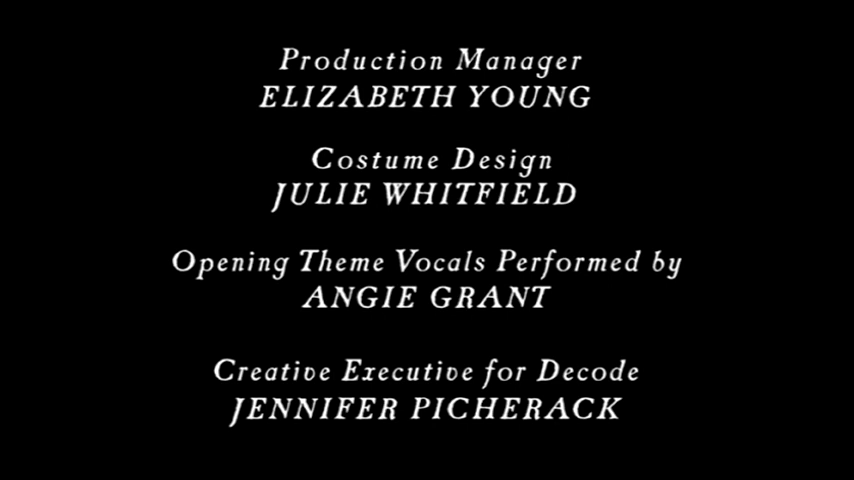 Production Manager
ELIZABETH YOUNG
Costume Design
JULIE WHITFIELD
Opening Theme Vocals Performed by
ANGIE GRANT
Creative Executive for Decode
JENNIFER PICHERACK